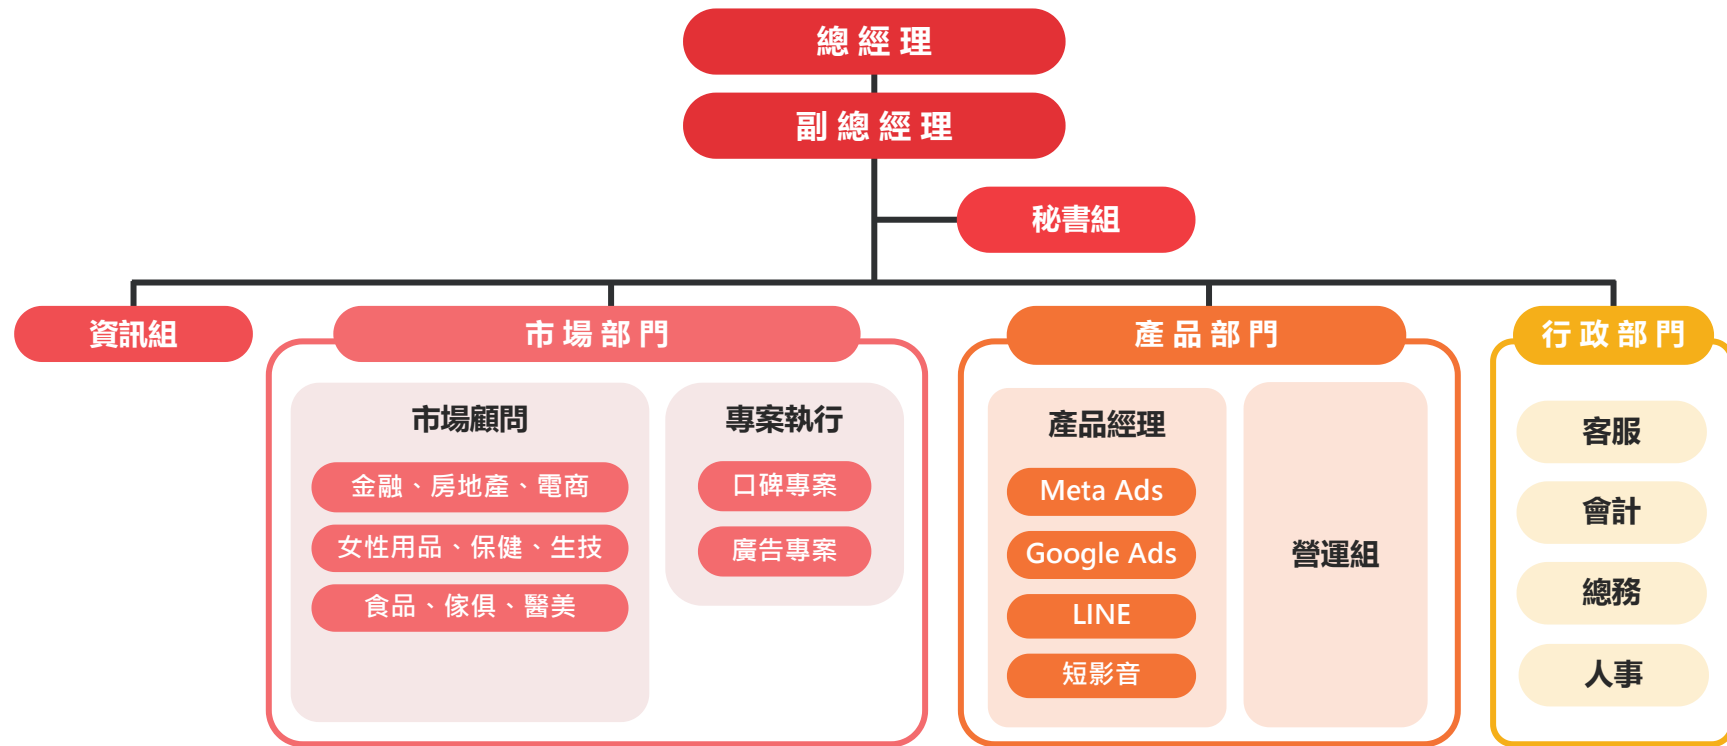 總經理
副總經理
秘書組
資訊組
市場部門
市場顧問
金融、房地產、電商
女性用品、保健、生技
食品、傢俱、醫美
專案執行
口碑專案
廣告專案
產品部門
產品經理
Meta Ads
Google Ads
LINE
短影音
營運組
行政部門
客服
會計
總務
人事